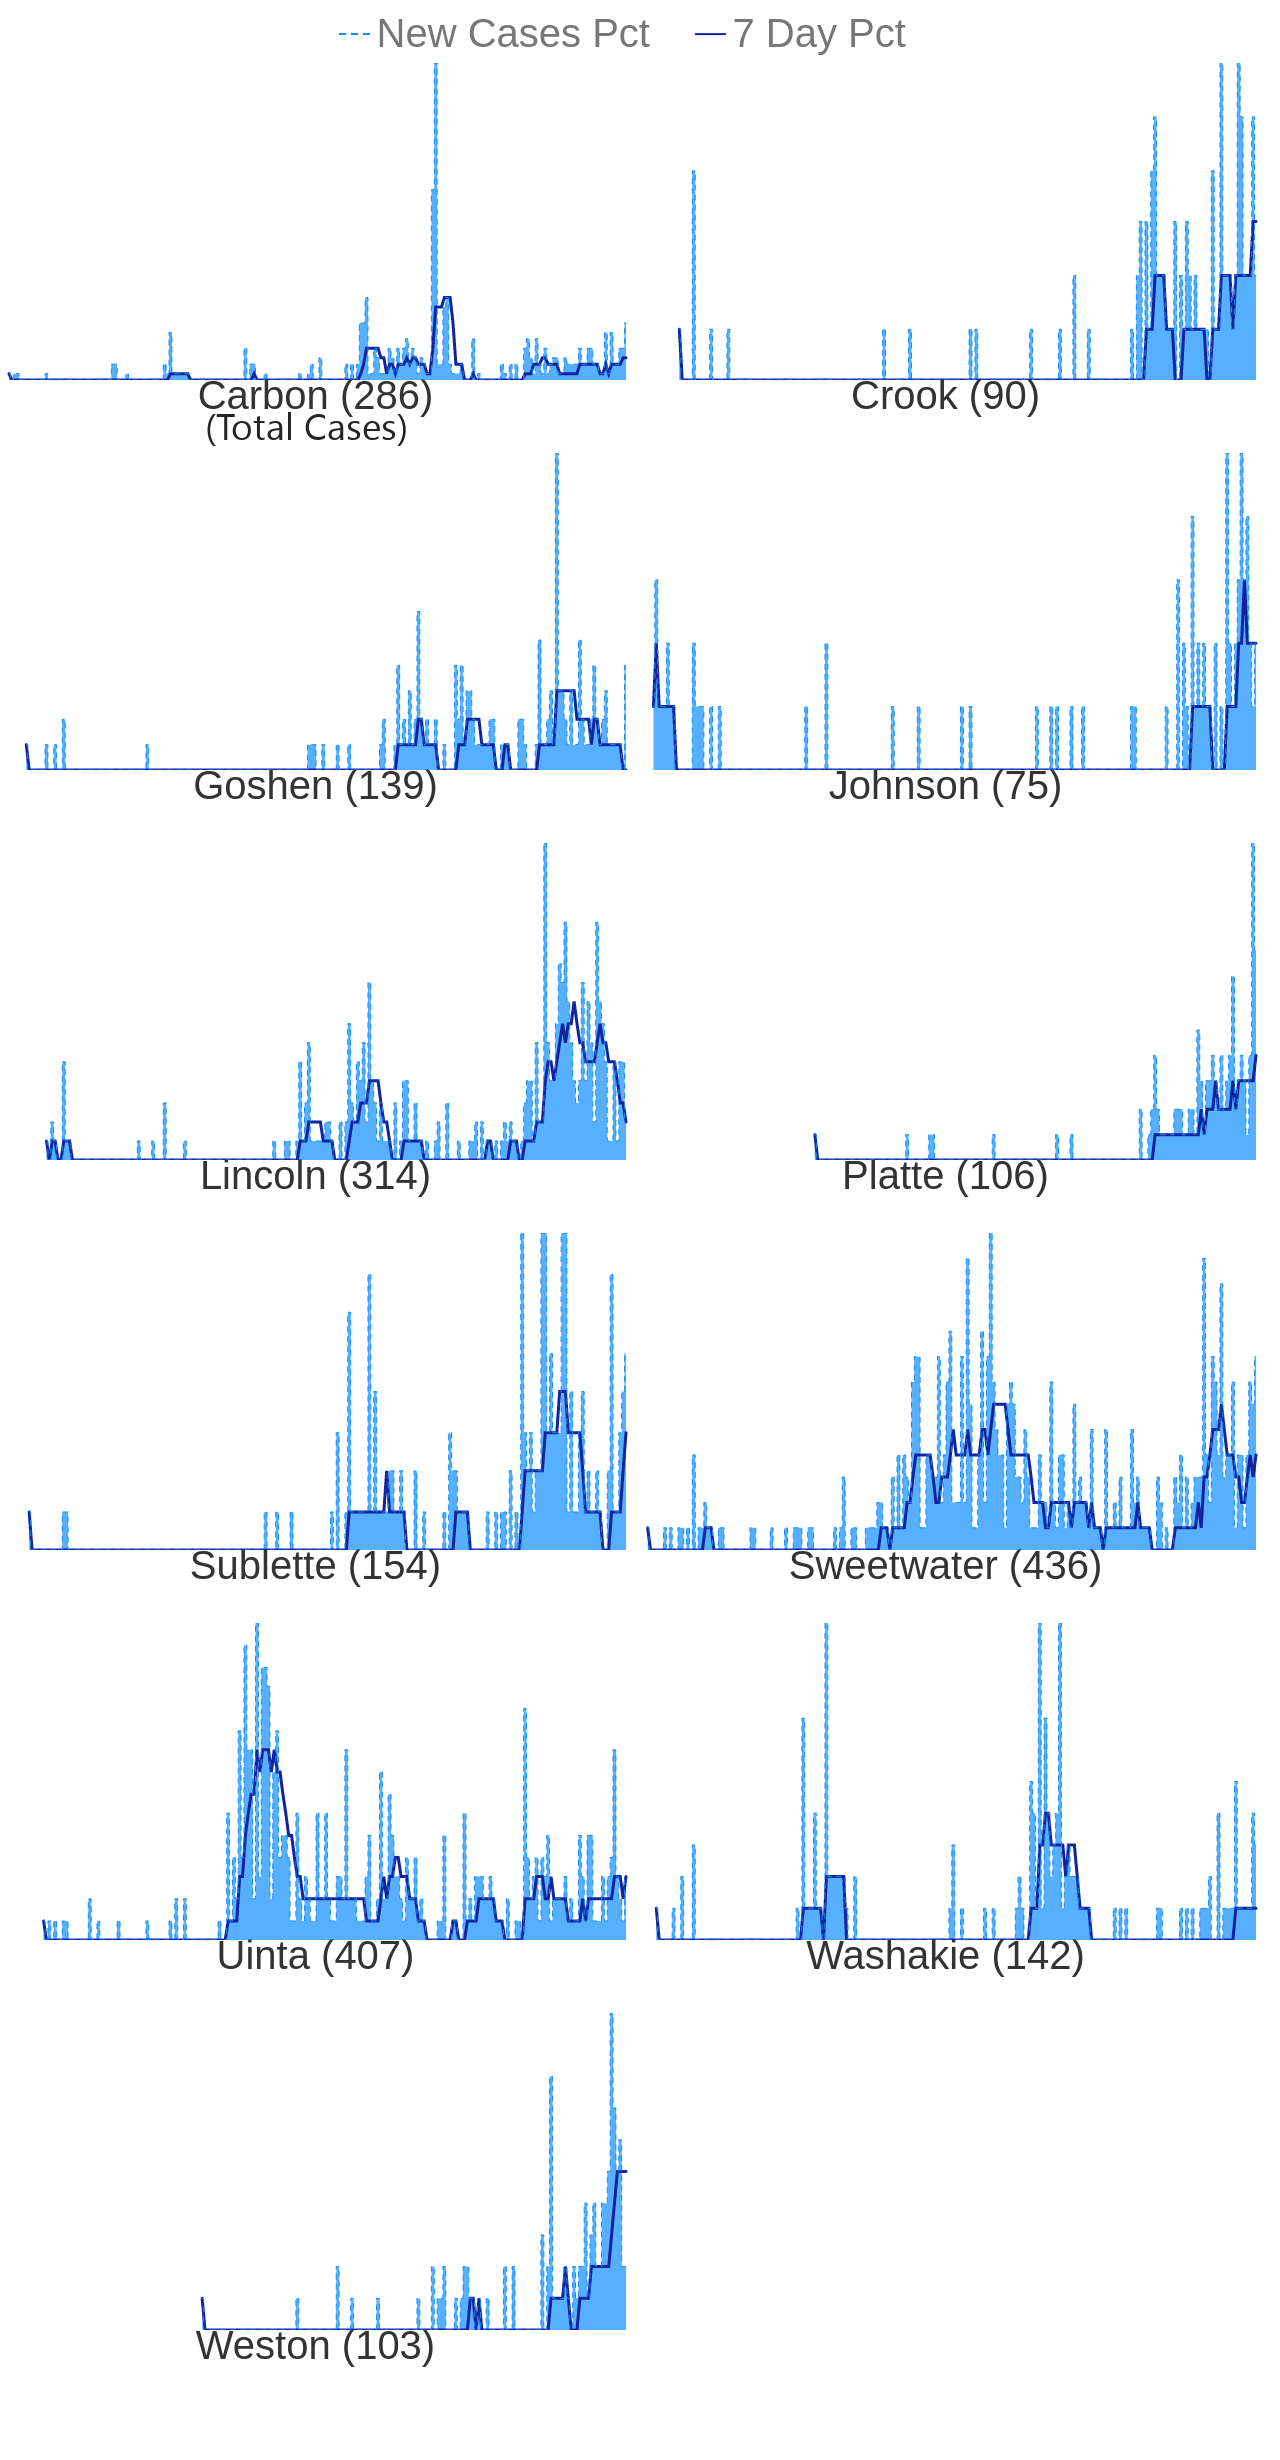 New Cases Pct 7 Day Pct
Carbon (286) Crook (90)
(Total Cases)
Goshen (139) Johnson (75)
Lincoln (314) Platte (106)
Sublette (154) Sweetwater (436)
Uinta (407) Washakie (142)
Weston (103)